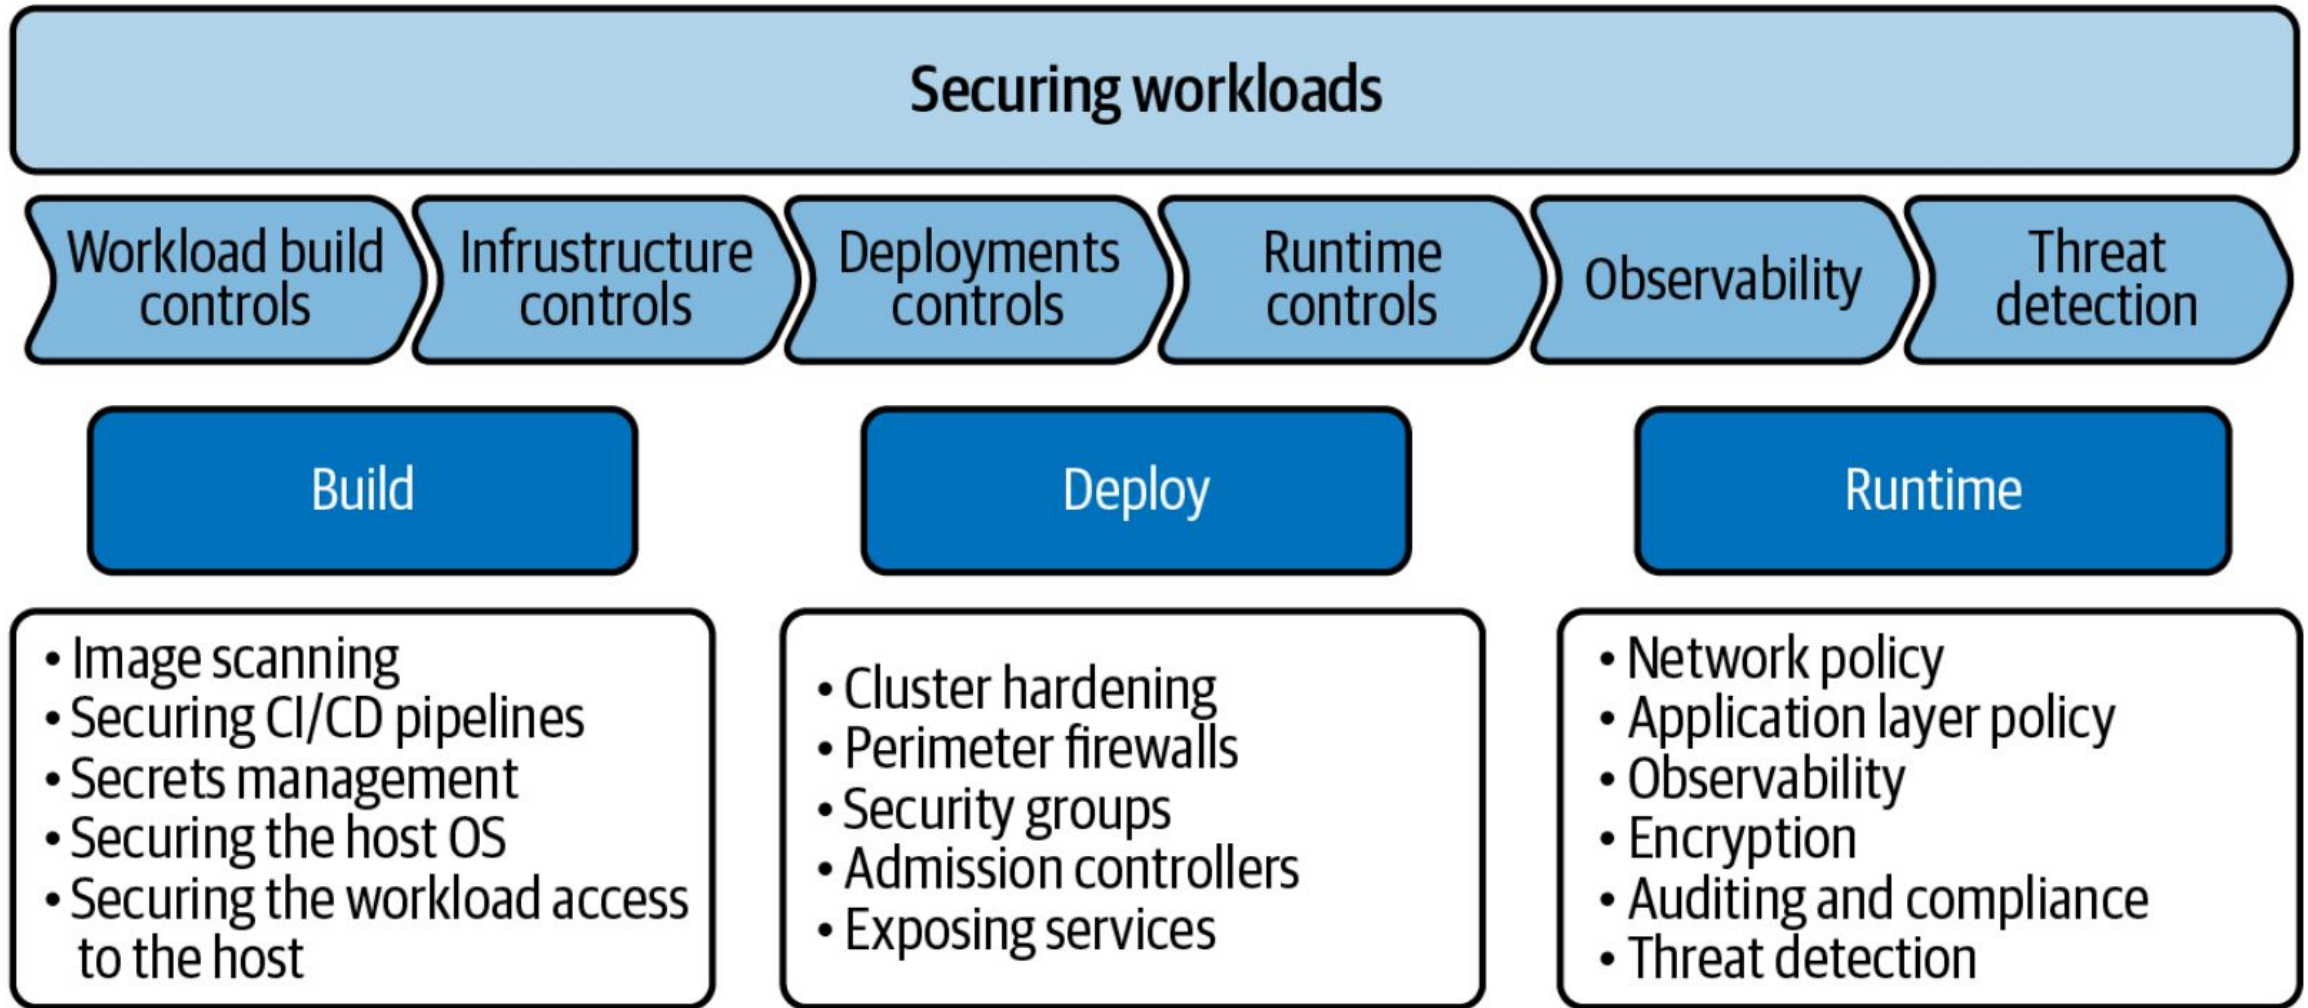 Securing workloads
Workload build
controls
Infrustructure
controls
Deployments
controls
Runtime
controls
Observability
Threat
detection
Build
Deploy
Runtime
• Image scanning
• Securing CI/CD pipelines
• Secrets management
• Securing the host OS
• Securing the workload access
to the host
• Cluster hardening
• Perimeter firewalls
• Security groups
• Admission controllers
• Exposing services
• Network policy
• Application layer policy
• Observability
• Encryption
• Auditing and compliance
• Threat detection